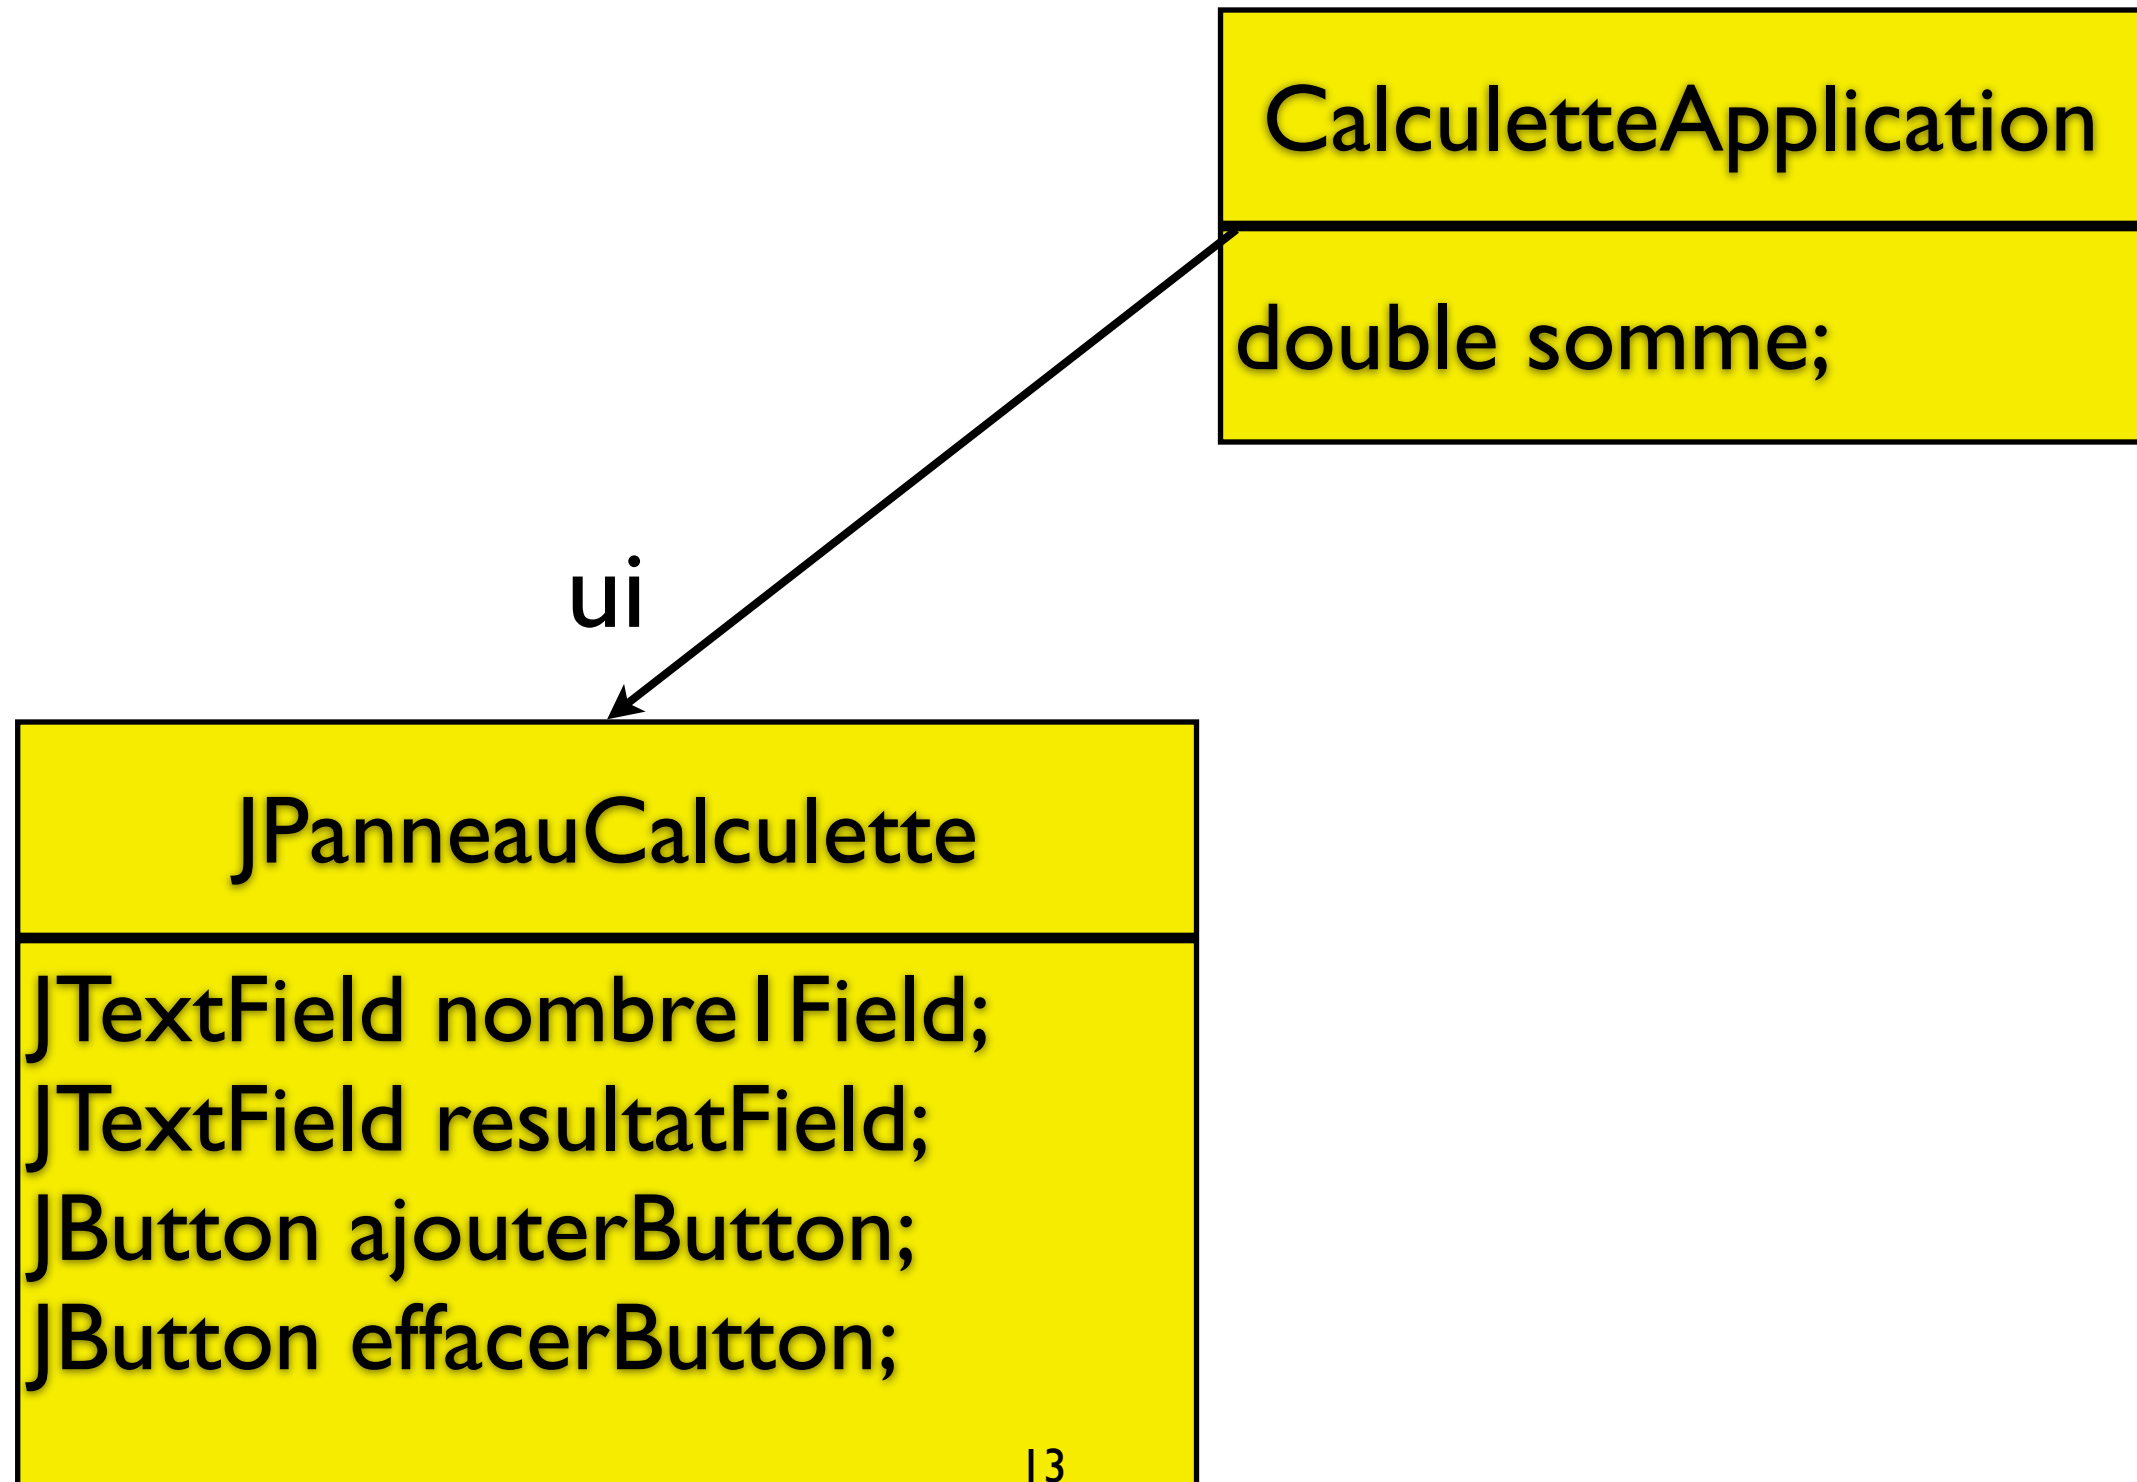 CalculetteApplication
double somme;
ui
JPanneauCalculette
JTextField nombre1Field;
JTextField resultatField;
JButton ajouterButton;
JButton effacerButton;
13